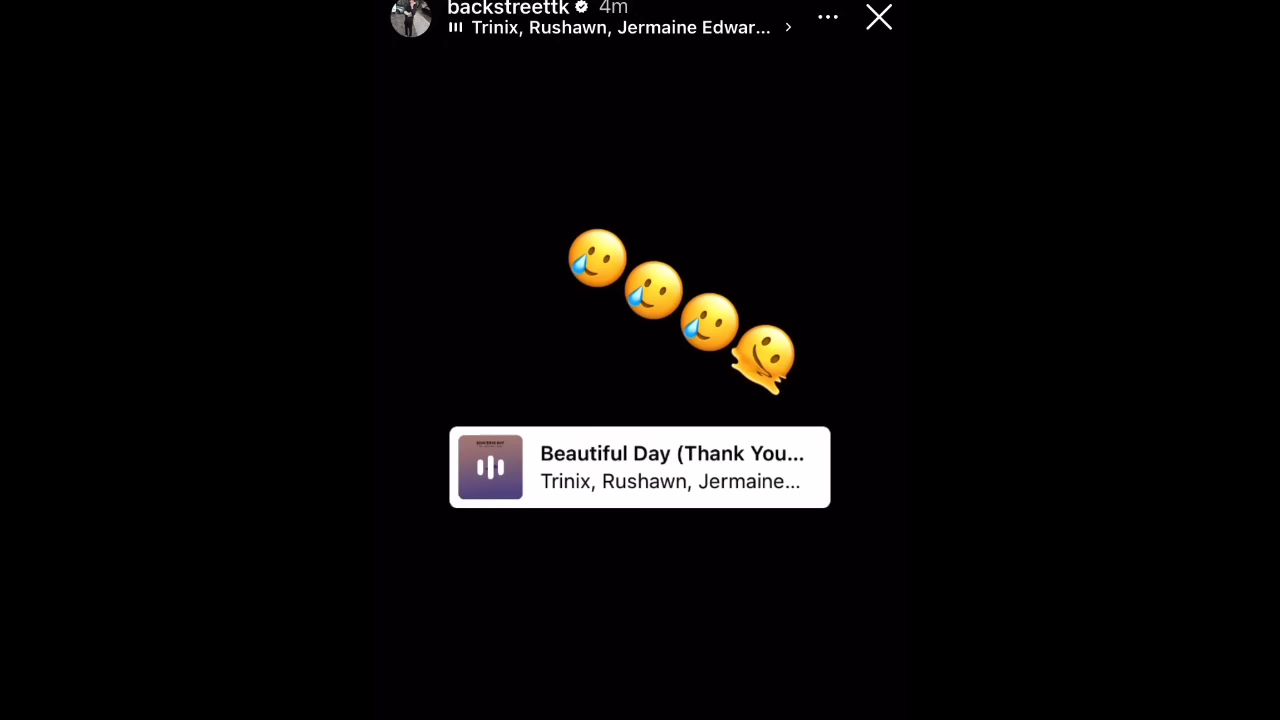 backstreettk 4m
Trinix, Rushawn, Jermaine Edwar...
Beautiful Day (Thank You...
Trinix, Rushawn, Jermaine...